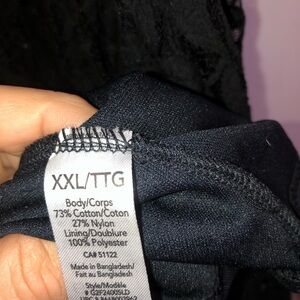 XXL/TTG
Body/Corps
73% Cotton/Coton
27% Nylon
Lining/Doublure
100% Polyester
CA# 51122
Made in Bangladesh/
Fait au Bangladesh
Style/Modèle
# G2F24005LD